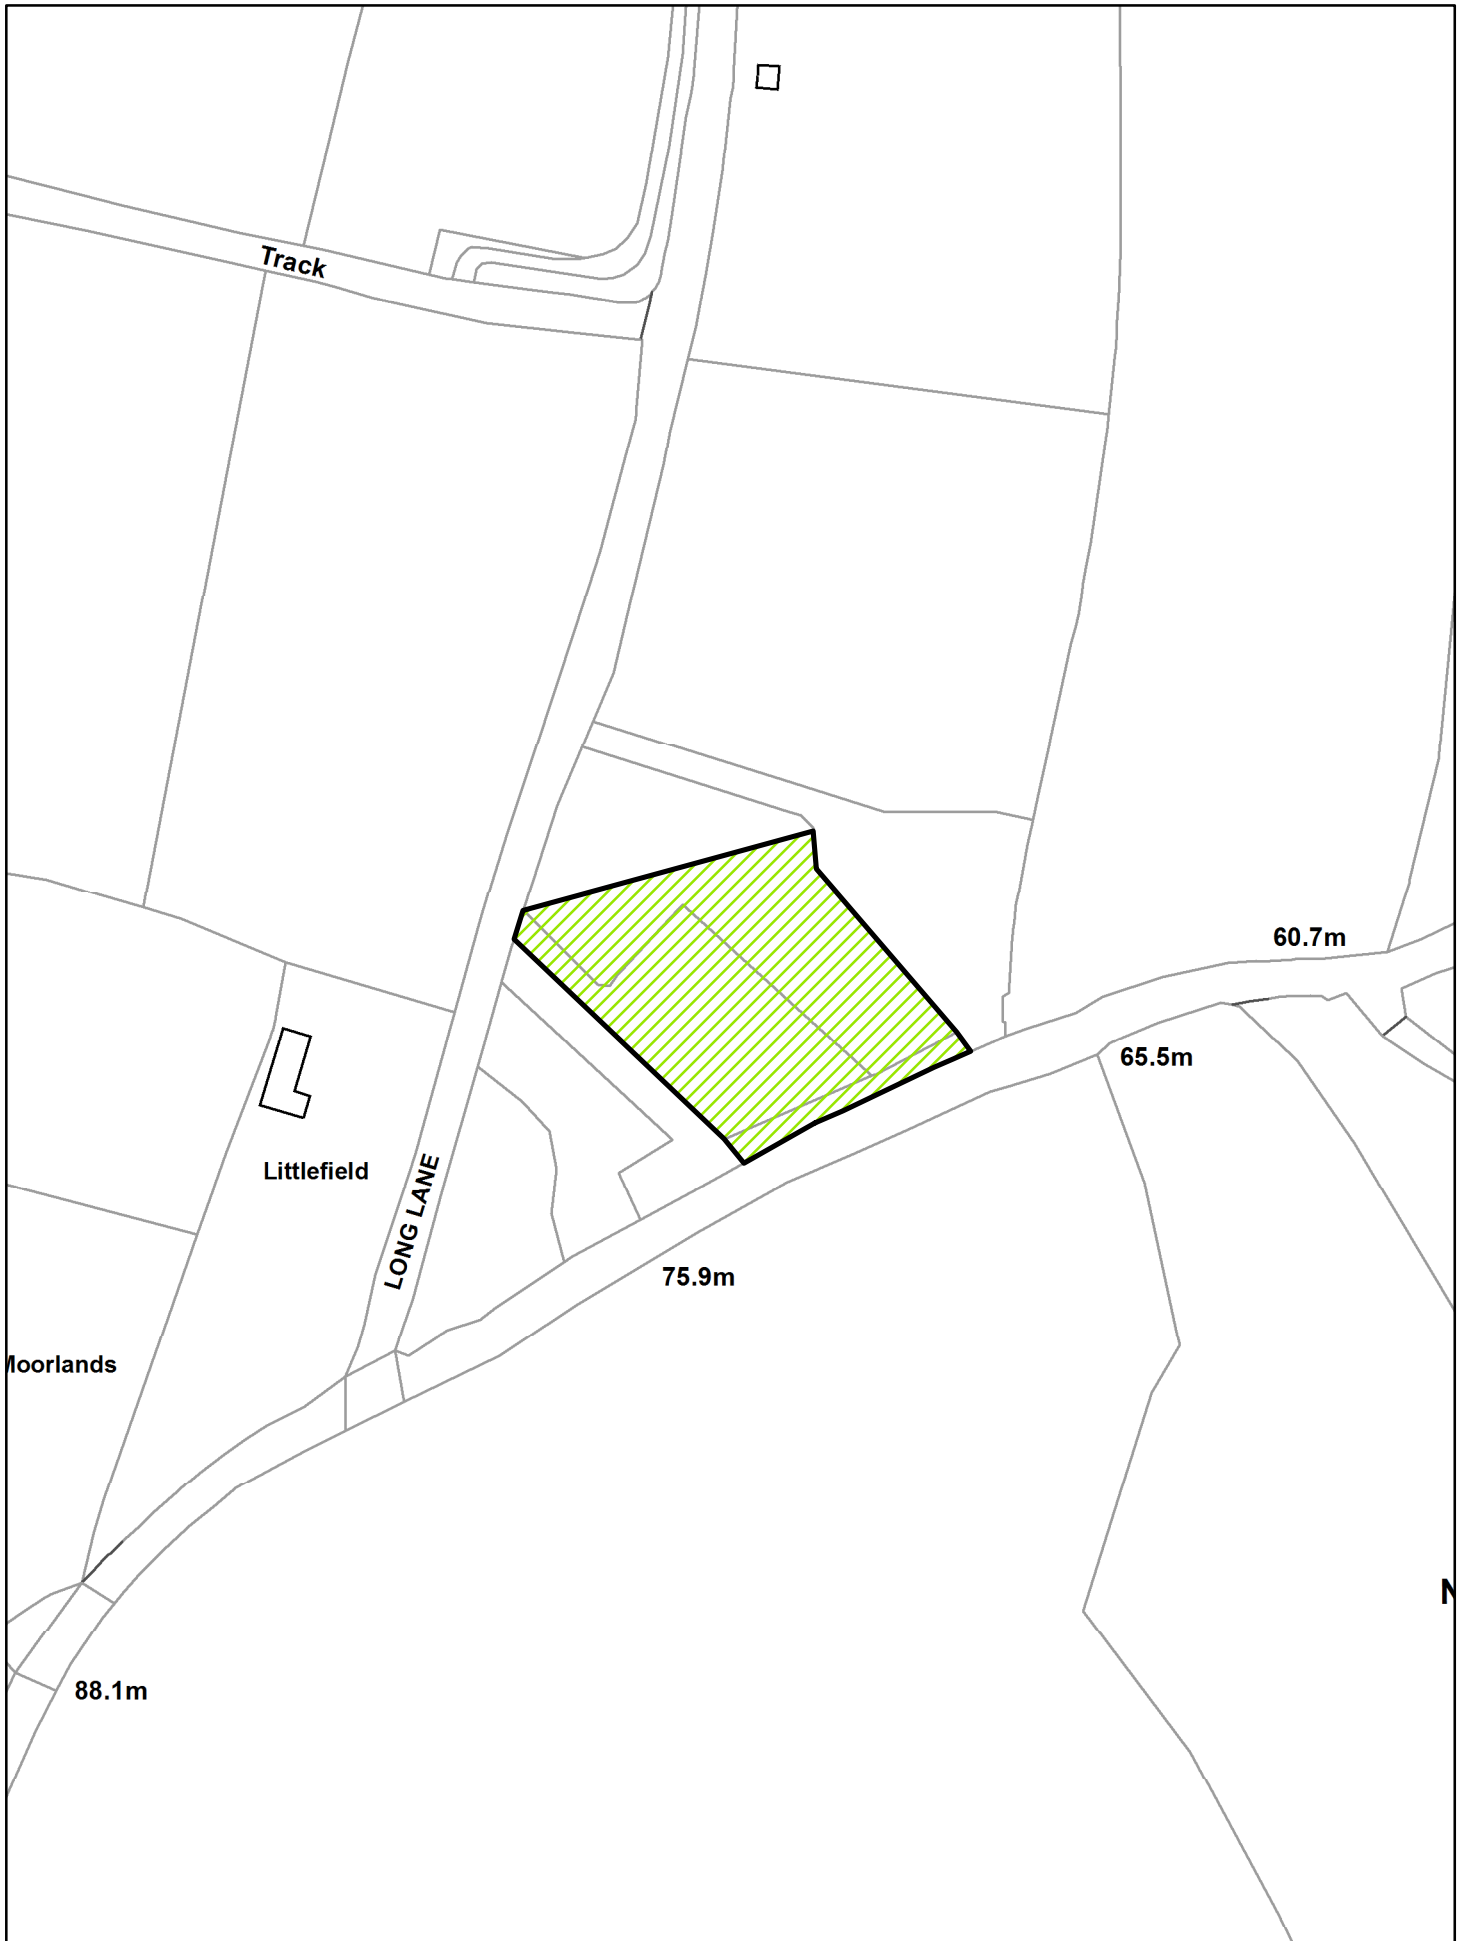 Track
60.7m
65.5m
Littlefield
LONG LANE
75.9m
oorlands
N
88.1m